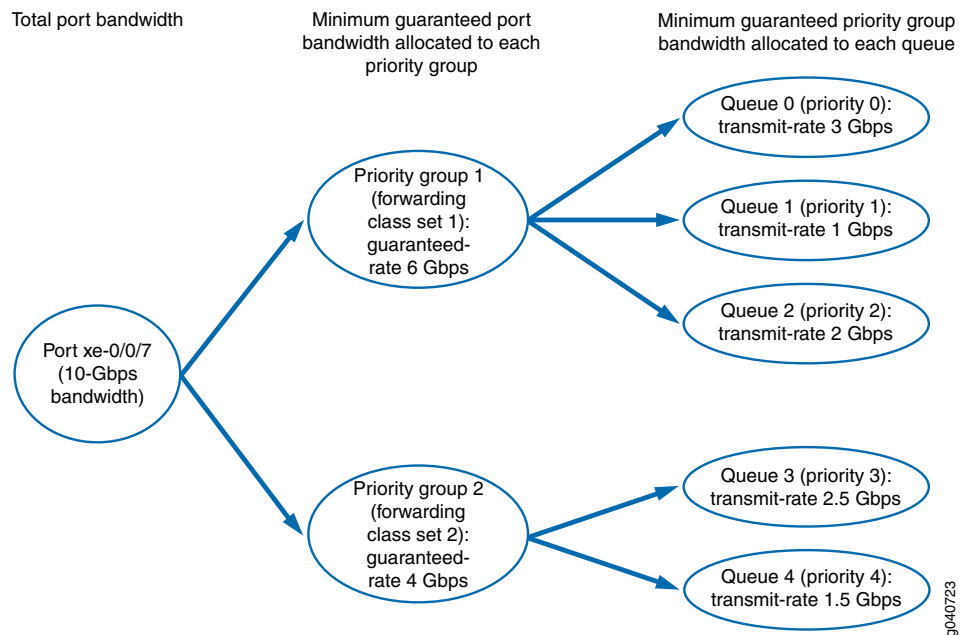 Total port bandwidth
Minimum guaranteed port
bandwidth allocated to each
priority group
Minimum guaranteed priority group
bandwidth allocated to each queue
Port xe-0/0/7
(10-Gbps
bandwidth)
Priority group 1
(forwarding
class set 1):
guaranteed-
rate 6 Gbps
Queue 0 (priority 0):
transmit-rate 3 Gbps
Queue 1 (priority 1):
transmit-rate 1 Gbps
Queue 2 (priority 2):
transmit-rate 2 Gbps
Priority group 2
(forwarding
class set 2):
guaranteed-
rate 4 Gbps
Queue 3 (priority 3):
transmit-rate 2.5 Gbps
Queue 4 (priority 4):
transmit-rate 1.5 Gbps
g040723